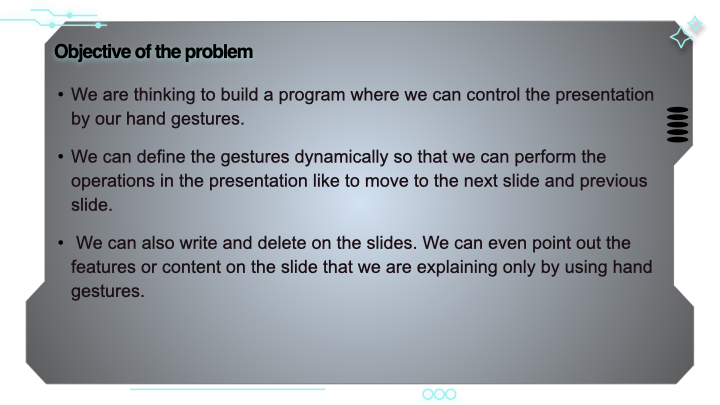 Objective of the problem
• We are thinking to build a program where we can control the presentation
by our hand gestures.
• We can define the gestures dynamically so that we can perform the
operations in the presentation like to move to the next slide and previous
slide.
• We can also write and delete on the slides. We can even point out the
features or content on the slide that we are explaining only by using hand
gestures.